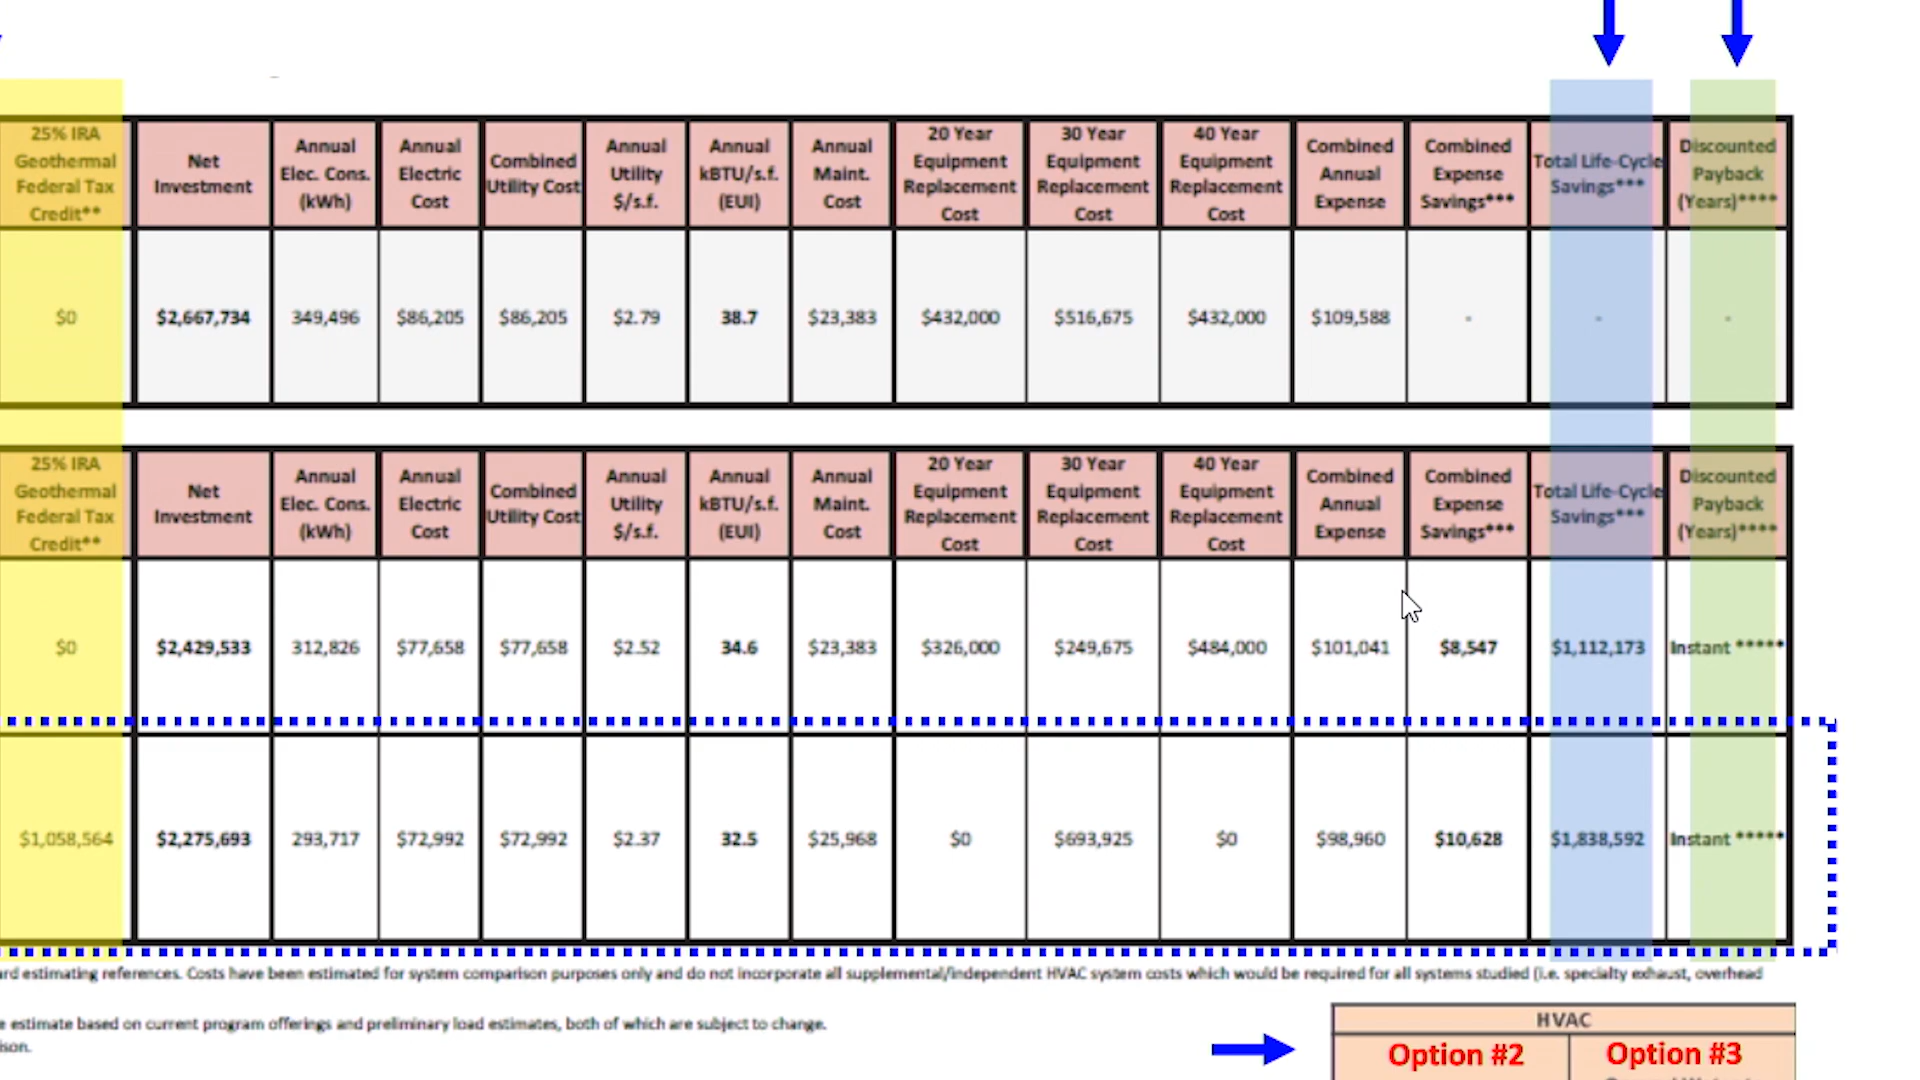 25% IRA Geothermal Federal Tax Credit** Net Investment Annual Elec. Cons. (kWh) Annual Electric Cost Combined Utility Cost Annual Utility $/s.f. Annual kBTU/s.f. (EUI) Annual Maint. Cost 20 Year Equipment Replacement Cost 30 Year Equipment Replacement Cost 40 Year Equipment Replacement Cost Combined Annual Expense Combined Expense Savings*** Total Life-Cycle Savings*** Discounted Payback (Years)****
$0 $2,667,734 349,496 $86,205 $86,205 $2.79 38.7 $23,383 $432,000 $516,675 $432,000 $109,588 - - -
25% IRA Geothermal Federal Tax Credit** Net Investment Annual Elec. Cons. (kWh) Annual Electric Cost Combined Utility Cost Annual Utility $/s.f. Annual kBTU/s.f. (EUI) Annual Maint. Cost 20 Year Equipment Replacement Cost 30 Year Equipment Replacement Cost 40 Year Equipment Replacement Cost Combined Annual Expense Combined Expense Savings*** Total Life-Cycle Savings*** Discounted Payback (Years)****
$0 $2,429,533 312,826 $77,658 $77,658 $2.52 34.6 $23,383 $326,000 $249,675 $484,000 $101,041 $8,547 $1,112,173 Instant *****
$1,058,564 $2,275,693 293,717 $72,992 $72,992 $2.37 32.5 $25,968 $0 $693,925 $0 $98,960 $10,628 $1,838,592 Instant *****
estimating references. Costs have been estimated for system comparison purposes only and do not incorporate all supplemental/independent HVAC system costs which would be required for all systems studied (i.e. specialty exhaust, overhead
estimate based on current program offerings and preliminary load estimates, both of which are subject to change.
HVAC
Option #2 Option #3